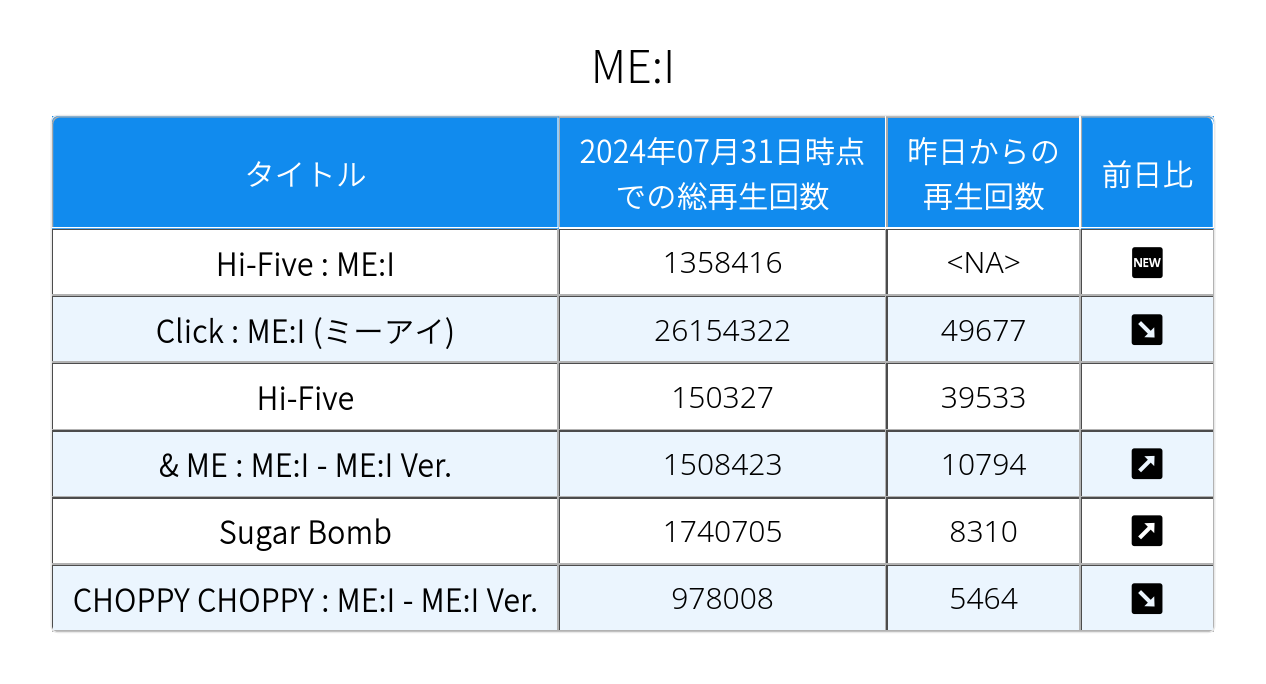 ME:I
タイトル
2024年07月31日時点
での総再生回数
昨日からの
再生回数
前日比
Hi-Five : ME:I
1358416
<NA>
NEW
Click : ME:I (ミーアイ)
26154322
49677
Hi-Five
150327
39533
& ME : ME:I - ME:I Ver.
1508423
10794
Sugar Bomb
1740705
8310
CHOPPY CHOPPY : ME:I - ME:I Ver.
978008
5464